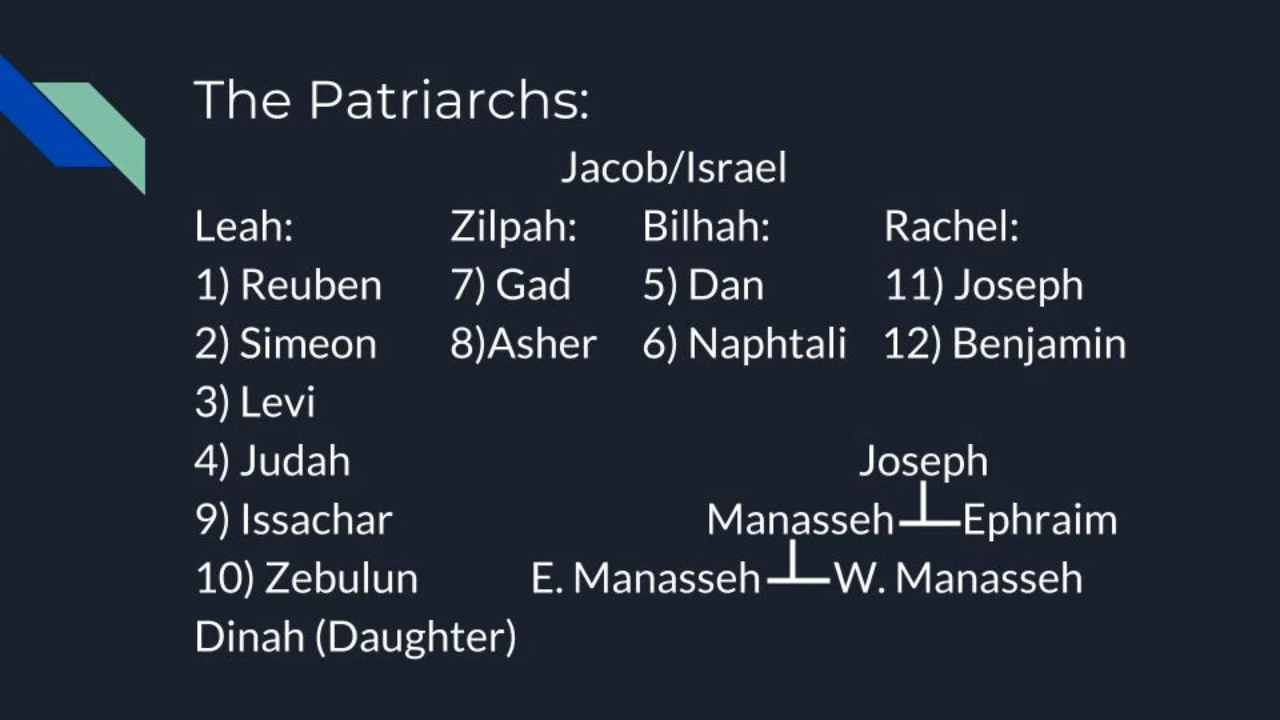 The Patriarchs:
Jacob/Israel
Leah: Zilpah: Bilhah: Rachel:
1) Reuben 7) Gad 5) Dan 11) Joseph
2) Simeon 8)Asher 6) Naphtali 12) Benjamin
3) Levi
4) Judah Joseph
9) Issachar Manasseh Ephraim
10) Zebulun E. Manasseh W. Manasseh
Dinah (Daughter)